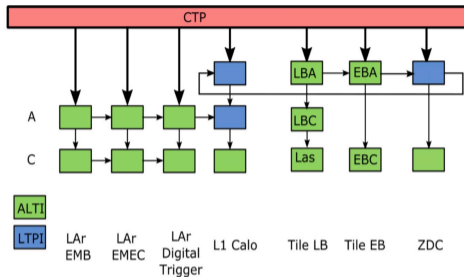 CTP
LBA
EBA
A
LBC
C
Las
EBC
ALTI
LTPI
LAr
EMB
LAr
EMEC
LAr
Digital
Trigger
L1 Calo
Tile LB
Tile EB
ZDC